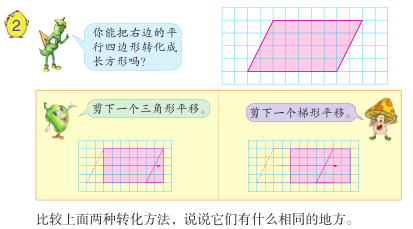 2
你能把右边的平
行四边形转化成
长方形吗?
剪下一个三角形平移。
剪下一个梯形平移。
比较上面两种转化方法，说说它们有什么相同的地方。